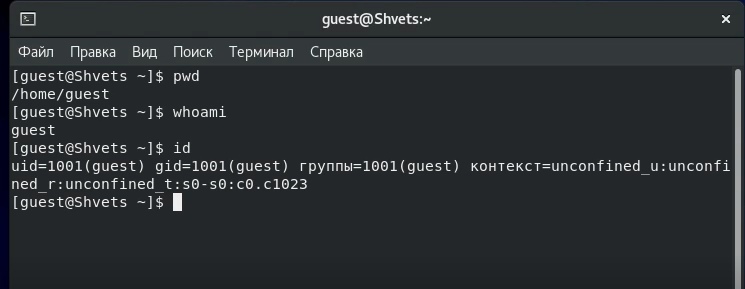 guest@Shvets:~
Файл Правка Вид Поиск Терминал Справка
[guest@Shvets ~]$ pwd
/home/guest
[guest@Shvets ~]$ whoami
guest
[guest@Shvets ~]$ id
uid=1001(guest) gid=1001(guest) группы=1001(guest) контекст=unconfined_u:unconfi
ned_r:unconfined_t:s0-s0:c0.c1023
[guest@Shvets ~]$